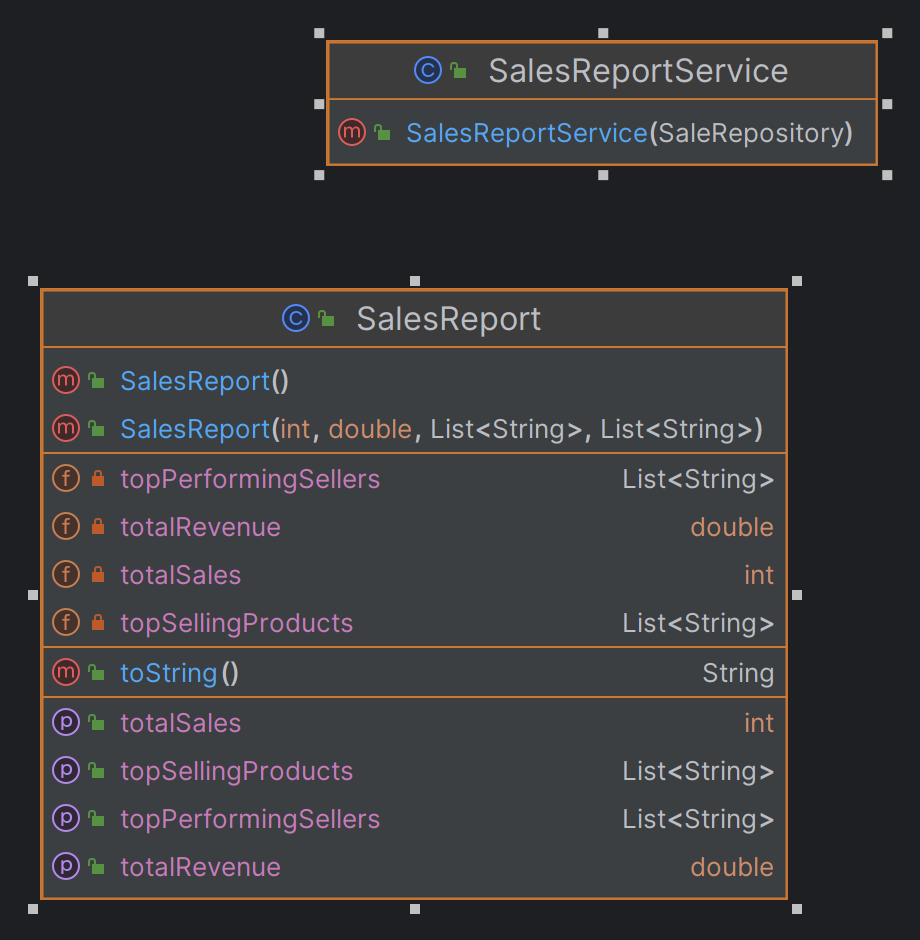 C SalesReportService
m SalesReportService(SaleRepository)
C SalesReport
m SalesReport()
m SalesReport(int, double, List<String>, List<String>)
f topPerformingSellers List<String>
f totalRevenue double
f totalSales int
f topSellingProducts List<String>
m toString() String
p totalSales int
p topSellingProducts List<String>
p topPerformingSellers List<String>
p totalRevenue double